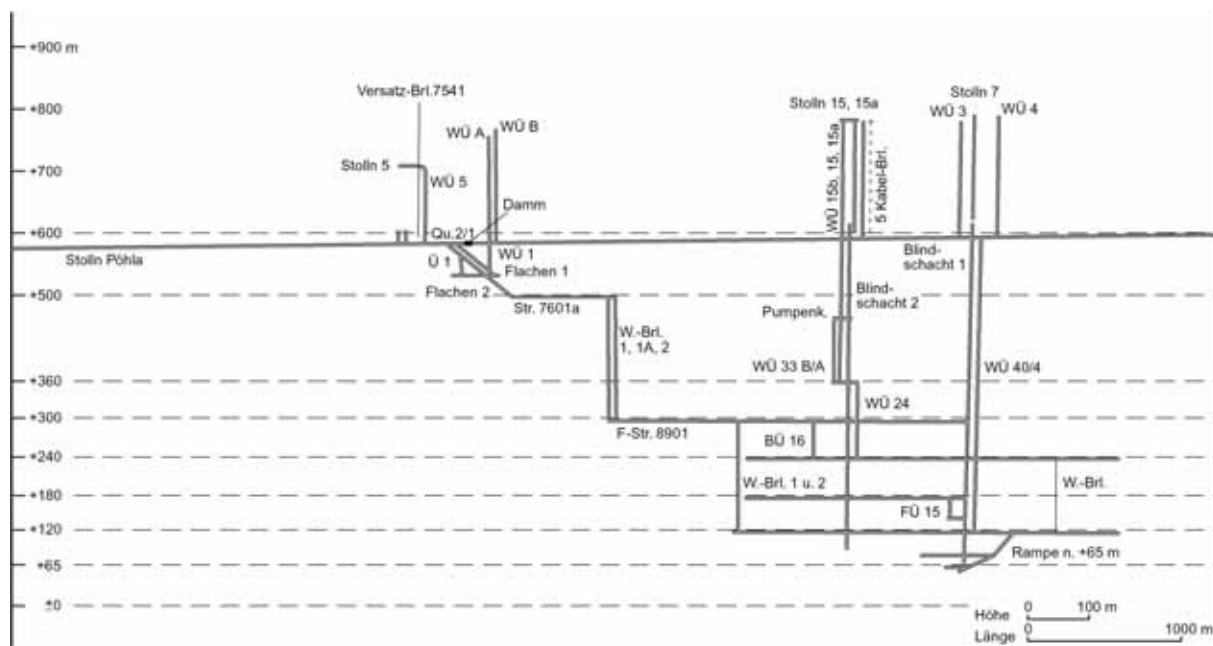 +900 m
Versatz-Brl.7541
Stolln 7
+800
Stolln 15, 15a
WÜ 3
WÜ 4
WÜ A
WÜ B
Stolln 5
WÜ 5
+700
WÜ 15b, 15, 15a
5 Kabel-Brl.
Damm
+600
Qu.2/1
Stolln Pöhla
Ü 1
WÜ 1
Flachen 1
Blind-
schacht 1
Flachen 2
Blind-
schacht 2
+500
Str. 7601a
Pumpenk.
W.-Brl.
1, 1A, 2
WÜ 33 B/A
WÜ 40/4
+360
WÜ 24
+300
F-Str. 8901
BÜ 16
+240
W.-Brl. 1 u. 2
W.-Brl.
+180
FÜ 15
+120
Rampe n. +65 m
+65
±0
Höhe
0
100 m
Länge
0
1000 m